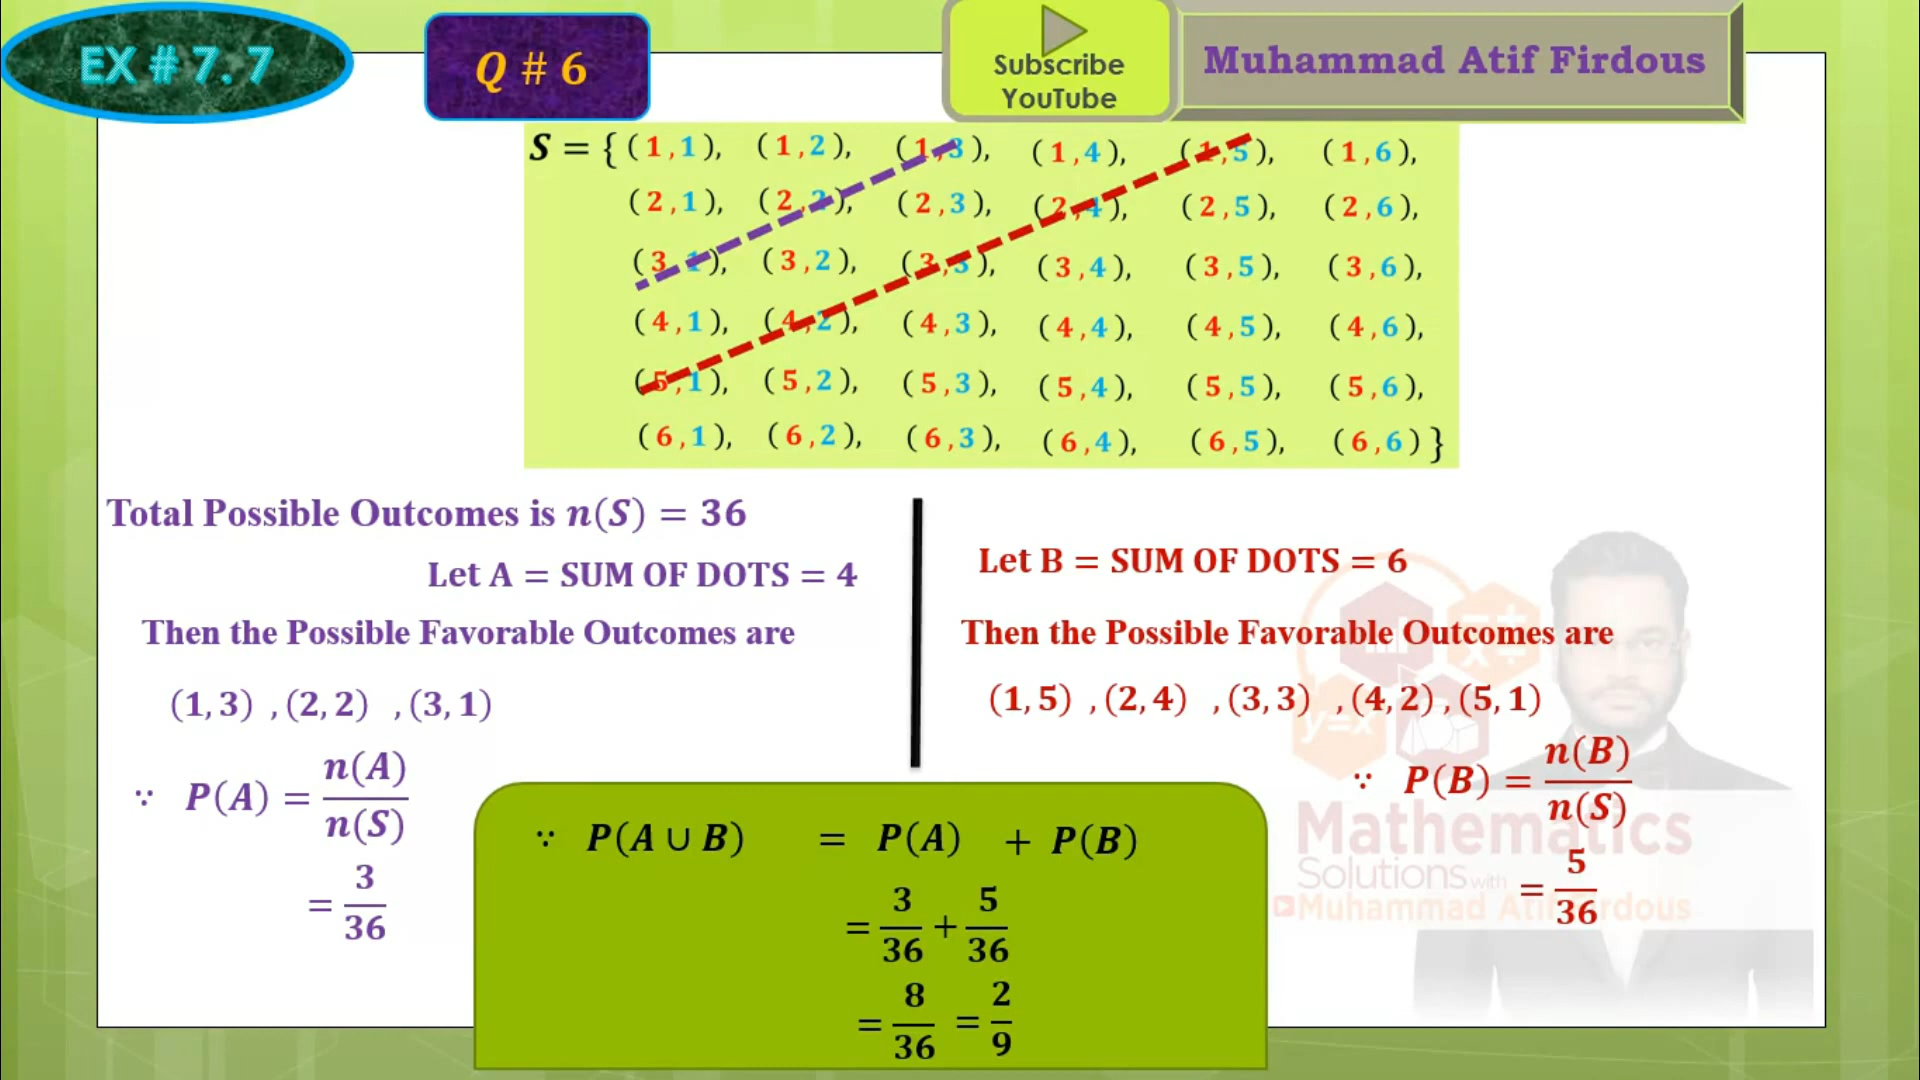 EX # 7. 7
Q # 6
Subscribe
YouTube
Muhammad Atif Firdous
S = { (1,1), (1,2), (1,3), (1,4), (1,5), (1,6),
(2,1), (2,2), (2,3), (2,4), (2,5), (2,6),
(3,1), (3,2), (3,3), (3,4), (3,5), (3,6),
(4,1), (4,2), (4,3), (4,4), (4,5), (4,6),
(5,1), (5,2), (5,3), (5,4), (5,5), (5,6),
(6,1), (6,2), (6,3), (6,4), (6,5), (6,6) }
Total Possible Outcomes is n(S) = 36
Let A = SUM OF DOTS = 4
Then the Possible Favorable Outcomes are
(1,3) ,(2,2) ,(3,1)
∵ P(A) = n(A)/n(S)
= 3/36
Let B = SUM OF DOTS = 6
Then the Possible Favorable Outcomes are
(1,5) ,(2,4) ,(3,3) ,(4,2) ,(5,1)
∵ P(B) = n(B)/n(S)
= 5/36
∵ P(A ∪ B) = P(A) + P(B)
= 3/36 + 5/36
= 8/36 = 2/9
y=x
Mathematics
Solutions with
Muhammad Atif Firdous